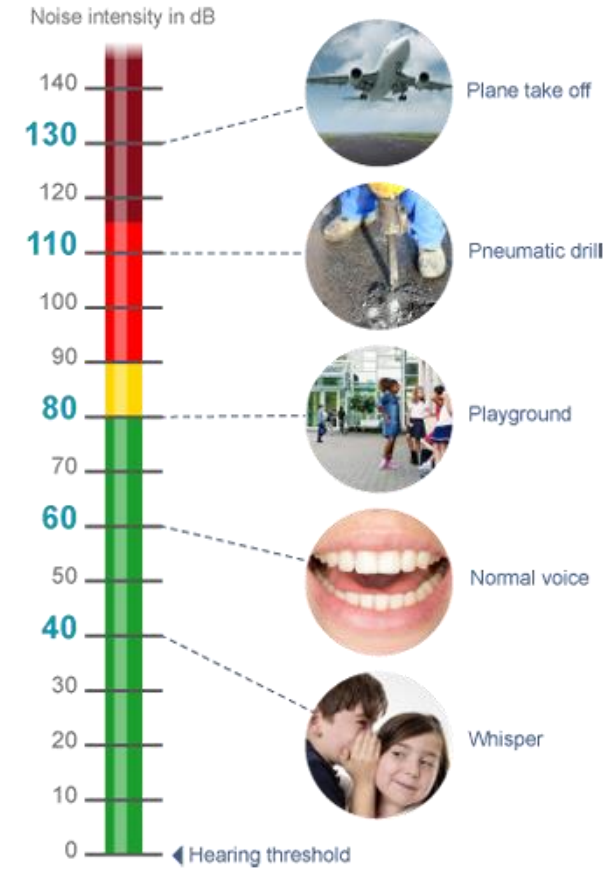 Noise intensity in dB
140
Plane take off
130
120
110
Pneumatic drill
100
90
80
Playground
70
60
Normal voice
50
40
30
Whisper
20
10
0
Hearing threshold